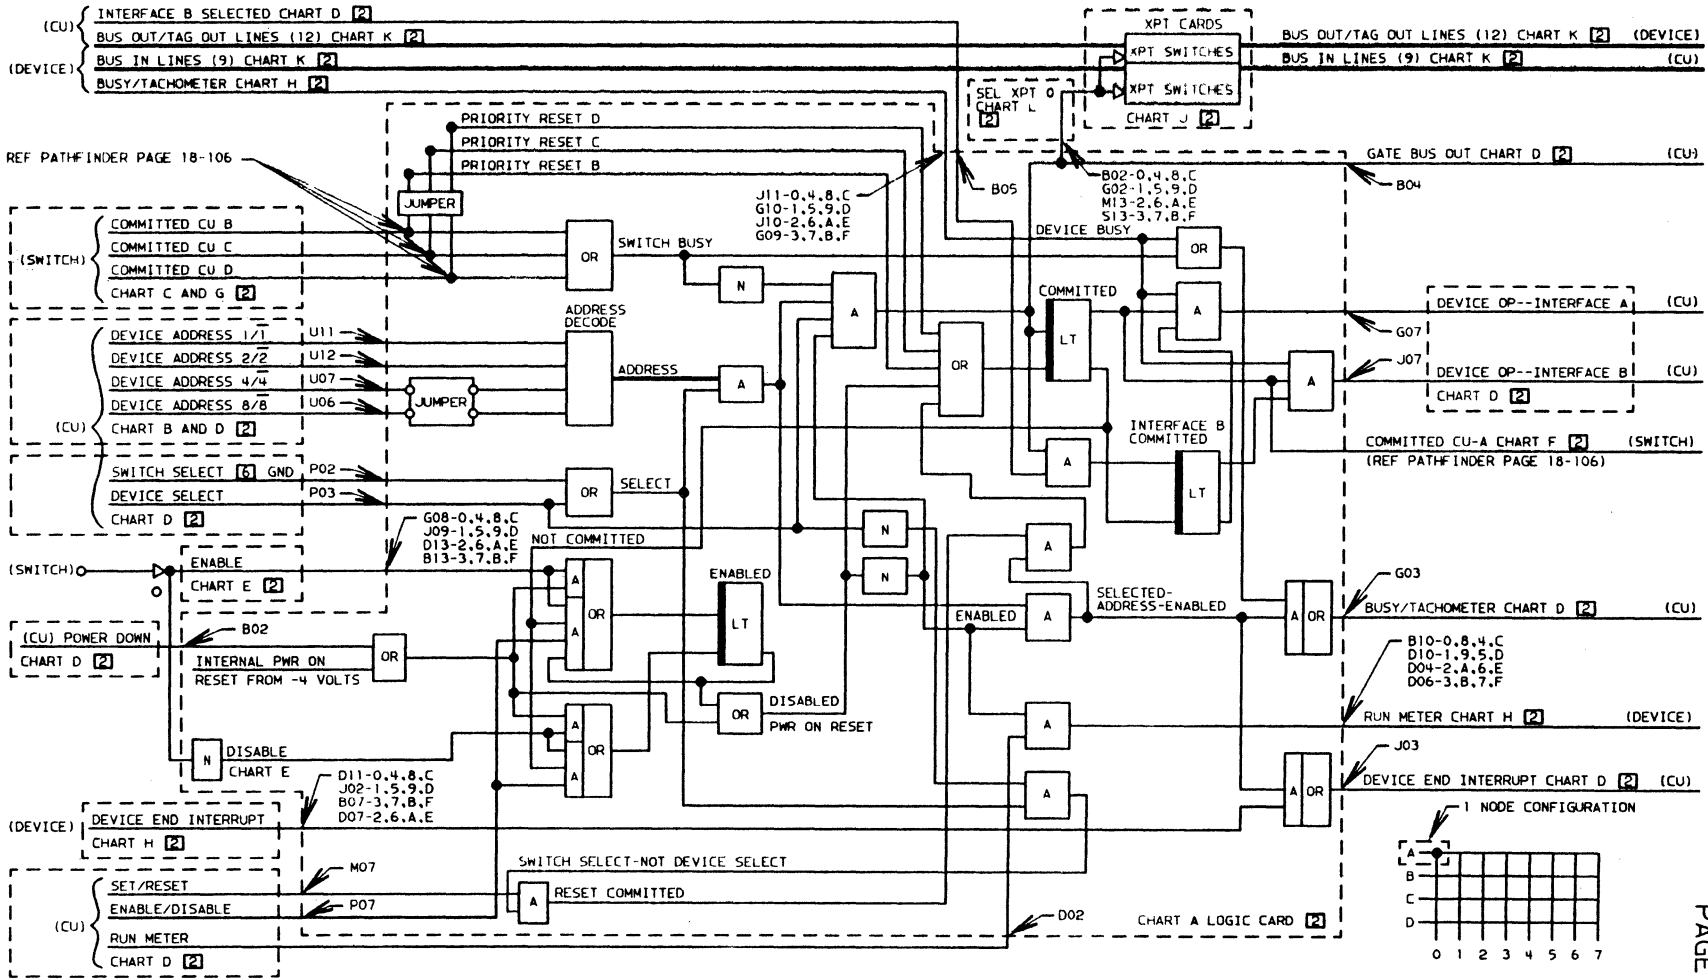 (CU)
INTERFACE B SELECTED CHART D 2
BUS OUT/TAG OUT LINES (12) CHART K 2
(DEVICE)
BUS IN LINES (9) CHART K 2
BUSY/TACHOMETER CHART H 2
XPT CARDS
XPT SWITCHES
XPT SWITCHES
CHART J 2
BUS OUT/TAG OUT LINES (12) CHART K 2 (DEVICE)
BUS IN LINES (9) CHART K 2 (CU)
SEL XPT 0
CHART L
2
PRIORITY RESET D
PRIORITY RESET C
PRIORITY RESET B
REF PATHFINDER PAGE 18-106
JUMPER
J11-0,4,8,C
G10-1,5,9,D
J10-2,6,A,E
G09-3,7,B,F
B05
B02-0,4,8,C
G02-1,5,9,D
M13-2,6,A,E
S13-3,7,B,F
GATE BUS OUT CHART D 2 (CU)
B04
(SWITCH)
COMMITTED CU B
COMMITTED CU C
COMMITTED CU D
CHART C AND G 2
OR
SWITCH BUSY
N
A
DEVICE BUSY
OR
COMMITTED
LT
A
DEVICE OP--INTERFACE A (CU)
G07
J07
DEVICE OP--INTERFACE B (CU)
CHART D 2
(CU)
DEVICE ADDRESS 1/1 U11
DEVICE ADDRESS 2/2 U12
DEVICE ADDRESS 4/4 U07
DEVICE ADDRESS 8/8 U06
CHART B AND D 2
JUMPER
ADDRESS
DECODE
ADDRESS
A
OR
A
INTERFACE B
COMMITTED
LT
A
COMMITTED CU-A CHART F 2 (SWITCH)
(REF PATHFINDER PAGE 18-106)
SWITCH SELECT 6 GND P02
DEVICE SELECT P03
CHART D 2
OR
SELECT
G08-0,4,8,C
J09-1,5,9,D
D13-2,6,A,E
B13-3,7,B,F
NOT COMMITTED
N
N
A
(SWITCH)
ENABLE
CHART E 2
A
A
OR
ENABLED
LT
ENABLED
A
SELECTED-
ADDRESS-ENABLED
A OR
G03
BUSY/TACHOMETER CHART D 2 (CU)
(CU) POWER DOWN
CHART D 2
B02
INTERNAL PWR ON
RESET FROM -4 VOLTS
OR
OR
DISABLED
PWR ON RESET
A
B10-0,8,4,C
D10-1,9,5,D
D04-2,A,6,E
D06-3,B,7,F
RUN METER CHART H 2 (DEVICE)
N
DISABLE
CHART E
A
A
OR
A
A OR
J03
DEVICE END INTERRUPT CHART D 2 (CU)
D11-0,4,8,C
J02-1,5,9,D
B07-3,7,B,F
D07-2,6,A,E
(DEVICE)
DEVICE END INTERRUPT
CHART H 2
1 NODE CONFIGURATION
A
B
C
D
0 1 2 3 4 5 6 7
SWITCH SELECT-NOT DEVICE SELECT
(CU)
SET/RESET
M07
ENABLE/DISABLE
P07
RUN METER
CHART D 2
A
RESET COMMITTED
D02
CHART A LOGIC CARD 2
PAGE